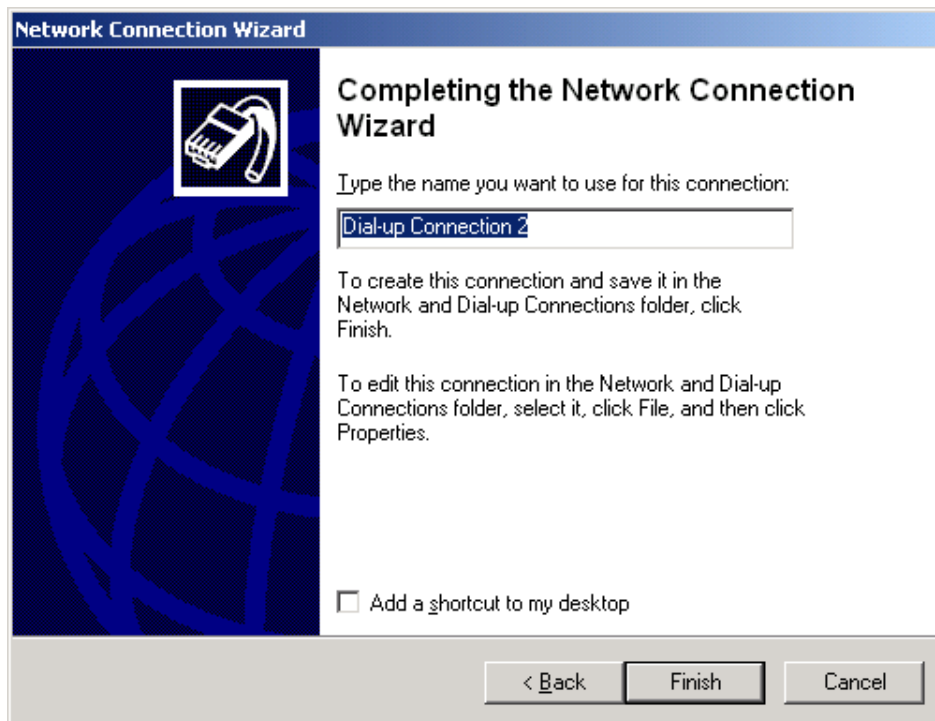 Network Connection Wizard
Completing the Network Connection
Wizard
Type the name you want to use for this connection:
Dial-up Connection 2
To create this connection and save it in the
Network and Dial-up Connections folder, click
Finish.
To edit this connection in the Network and Dial-up
Connections folder, select it, click File, and then click
Properties.
Add a shortcut to my desktop
< Back
Finish
Cancel